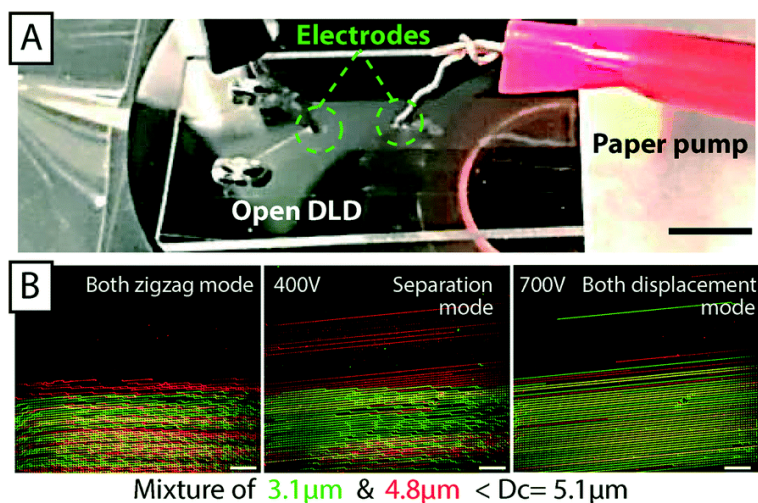 A
Electrodes
Paper pump
Open DLD
B
Both zigzag mode
400V
Separation
mode
700V
Both displacement
mode
Mixture of 3.1µm & 4.8µm < Dc= 5.1µm